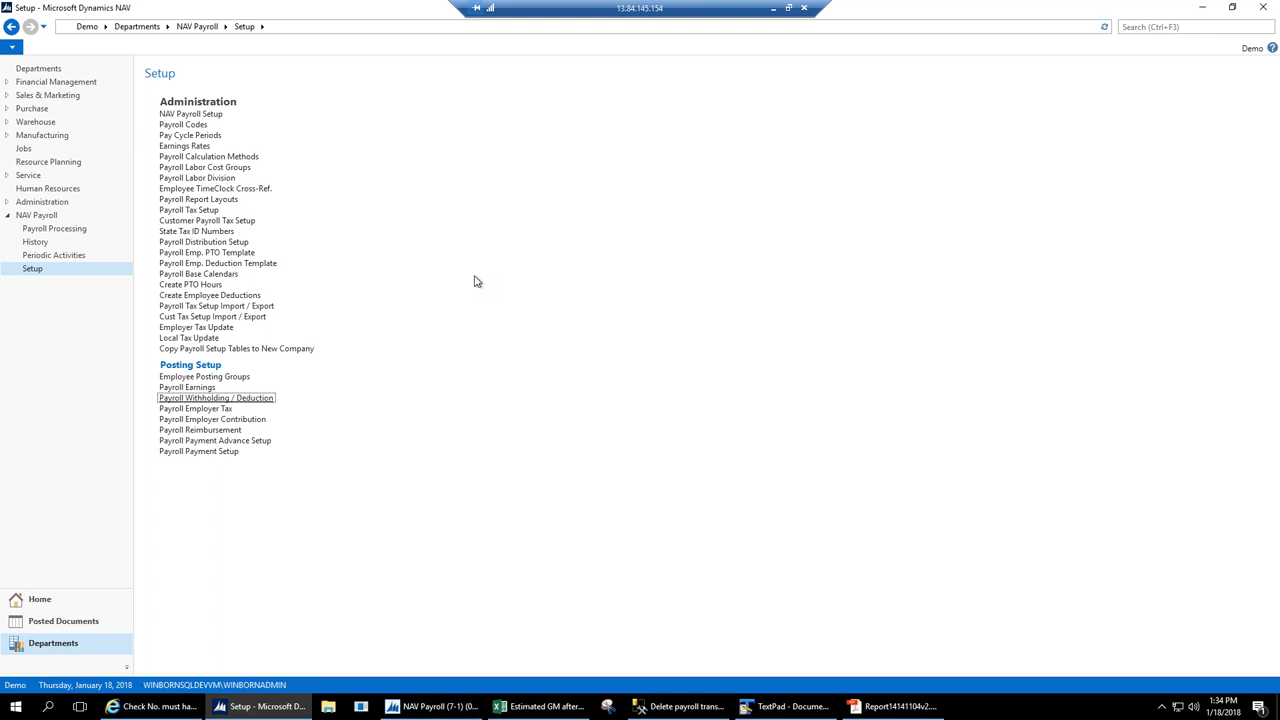 Setup - Microsoft Dynamics NAV
13.84.145.154
Demo Departments NAV Payroll Setup
Search (Ctrl+F3)
Demo
Departments
Financial Management
Sales & Marketing
Purchase
Warehouse
Manufacturing
Jobs
Resource Planning
Service
Human Resources
Administration
NAV Payroll
Payroll Processing
History
Periodic Activities
Setup
Home
Posted Documents
Departments
Setup
Administration
NAV Payroll Setup
Payroll Codes
Pay Cycle Periods
Earnings Rates
Payroll Calculation Methods
Payroll Labor Cost Groups
Payroll Labor Division
Employee TimeClock Cross-Ref.
Payroll Report Layouts
Payroll Tax Setup
Customer Payroll Tax Setup
State Tax ID Numbers
Payroll Distribution Setup
Payroll Emp. PTO Template
Payroll Emp. Deduction Template
Payroll Base Calendars
Create PTO Hours
Create Employee Deductions
Payroll Tax Setup Import / Export
Cust Tax Setup Import / Export
Employer Tax Update
Local Tax Update
Copy Payroll Setup Tables to New Company
Posting Setup
Employee Posting Groups
Payroll Earnings
Payroll Withholding / Deduction
Payroll Employer Tax
Payroll Employer Contribution
Payroll Reimbursement
Payroll Payment Advance Setup
Payroll Payment Setup
Demo Thursday, January 18, 2018 WINBORNSQLDEVVM\WINBORNADMIN
Check No. must ha... Setup - Microsoft D... NAV Payroll (7-1) (0... Estimated GM after... Delete payroll trans... TextPad - Docume... Report14141104v2....
1:34 PM
1/18/2018